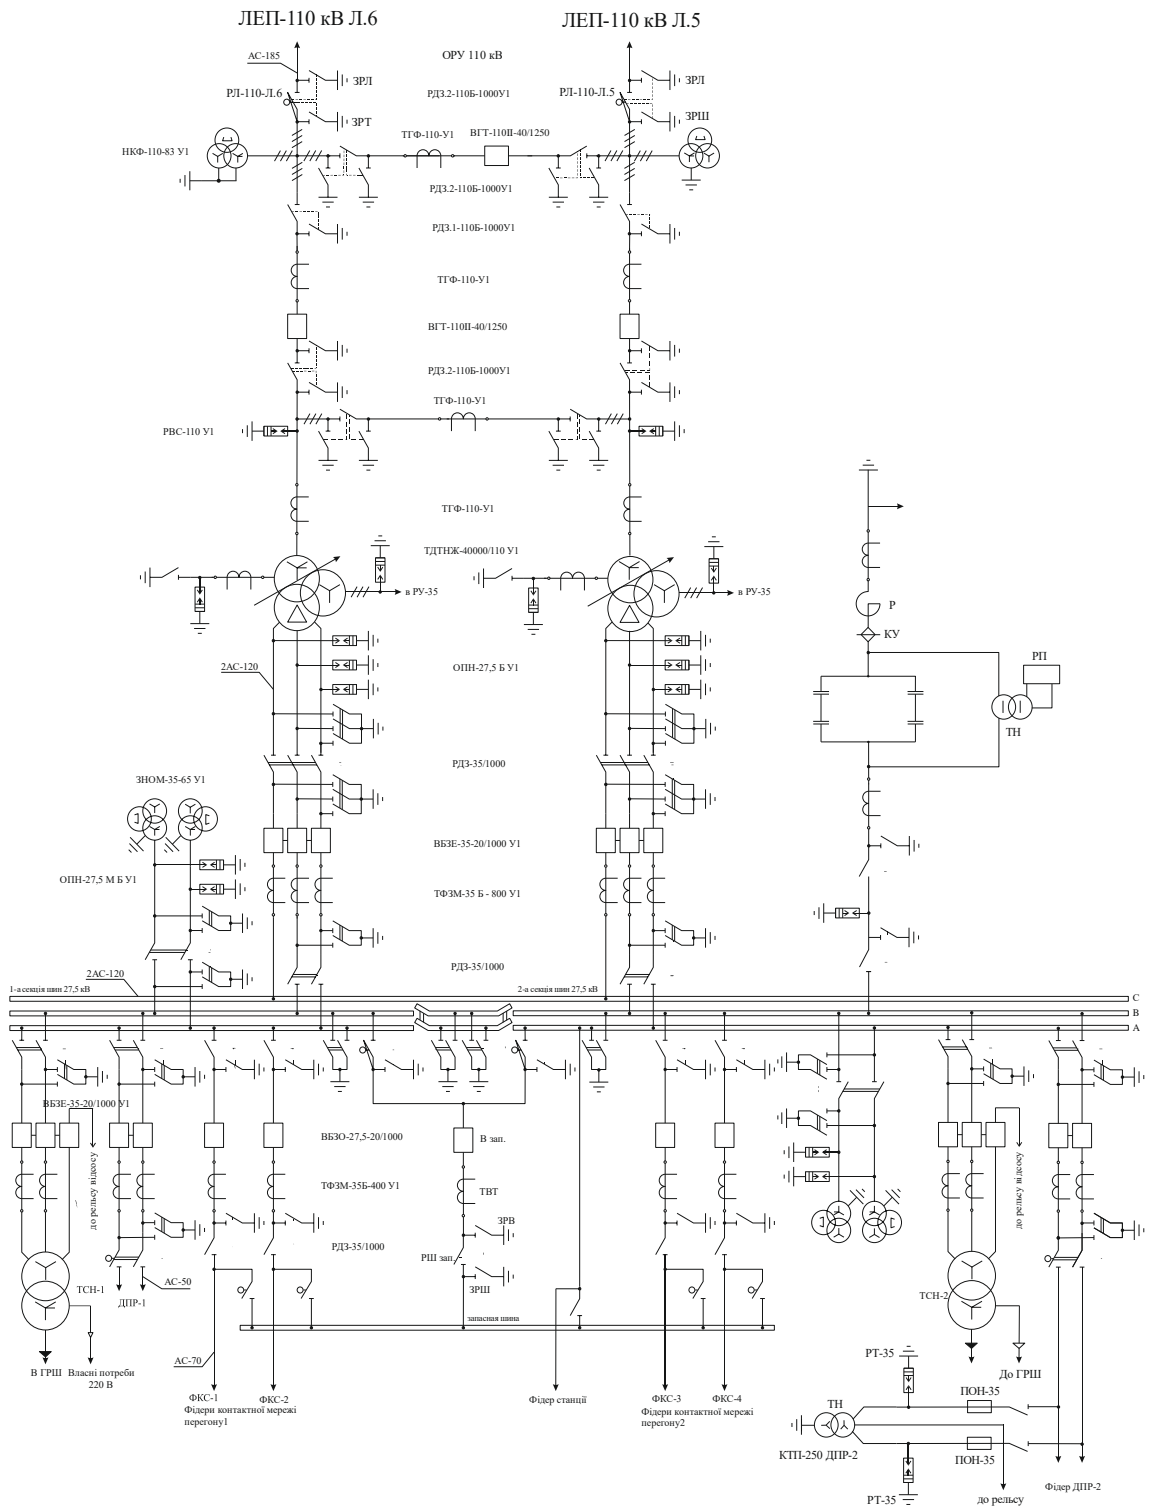 ЛЕП-110 кВ Л.6
ЛЕП-110 кВ Л.5
АС-185
ОРУ 110 кВ
ЗРЛ
ЗРЛ
РЛ-110-Л.6
РДЗ.2-110Б-1000У1
РЛ-110-Л.5
ЗРТ
ЗРШ
ТГФ-110-У1
ВГТ-110ІІ-40/1250
НКФ-110-83 У1
РДЗ.2-110Б-1000У1
РДЗ.1-110Б-1000У1
ТГФ-110-У1
ВГТ-110ІІ-40/1250
РДЗ.2-110Б-1000У1
ТГФ-110-У1
РВС-110 У1
ТГФ-110-У1
ТДТНЖ-40000/110 У1
в РУ-35
в РУ-35
Р
КУ
РП
ТН
2АС-120
ОПН-27,5 Б У1
РДЗ-35/1000
ЗНОМ-35-65 У1
ВБЗЕ-35-20/1000 У1
ОПН-27,5 М Б У1
ТФЗМ-35 Б - 800 У1
РДЗ-35/1000
2АС-120
1-а секція шин 27,5 кВ
2-а секція шин 27,5 кВ
С
В
А
ВБЗЕ-35-20/1000 У1
ВБЗО-27,5-20/1000
В зап.
до рельсу відсосу
до рельсу відсосу
ТФЗМ-35Б-400 У1
ТВТ
ЗРВ
РДЗ-35/1000
РШ зап.
ЗРШ
ТСН-1
ДПР-1
АС-50
ТСН-2
запасная шина
АС-70
РТ-35
В ГРШ
Власні потреби
220 В
До ГРШ
ФКС-1
ФКС-2
Фідери контактної мережі
перегону1
Фідер станції
ФКС-3
ФКС-4
Фідери контактної мережі
перегону2
ПОН-35
ТН
КТП-250 ДПР-2
ПОН-35
Фідер ДПР-2
РТ-35
до рельсу